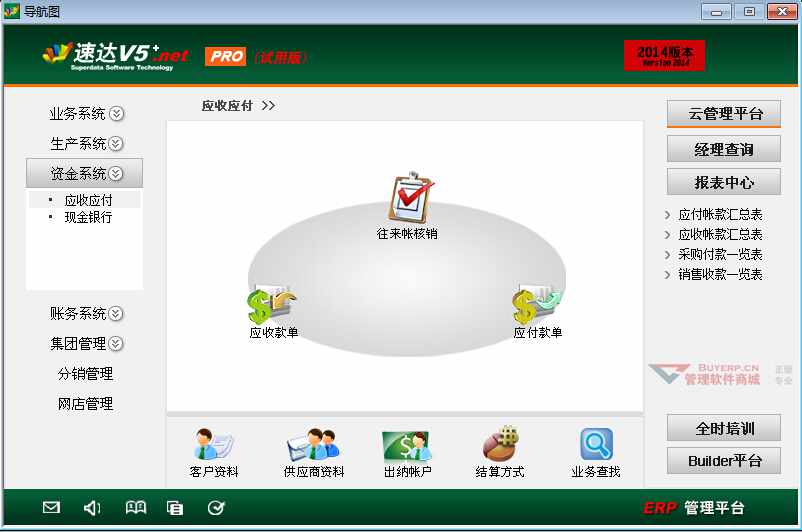 导航图
速达V5+.net PRO (试用版)
Superdata Software Technology
2014版本
Version 2014
业务系统
生产系统
资金系统
应收应付
现金银行
账务系统
集团管理
分销管理
网店管理
应收应付 >>
往来帐核销
应收款单
应付款单
客户资料
供应商资料
出纳帐户
结算方式
业务查找
云管理平台
经理查询
报表中心
应付帐款汇总表
应收帐款汇总表
采购付款一览表
销售收款一览表
BUYERP.CN
管理软件商城
正版
专业
全时培训
Builder平台
ERP 管理平台